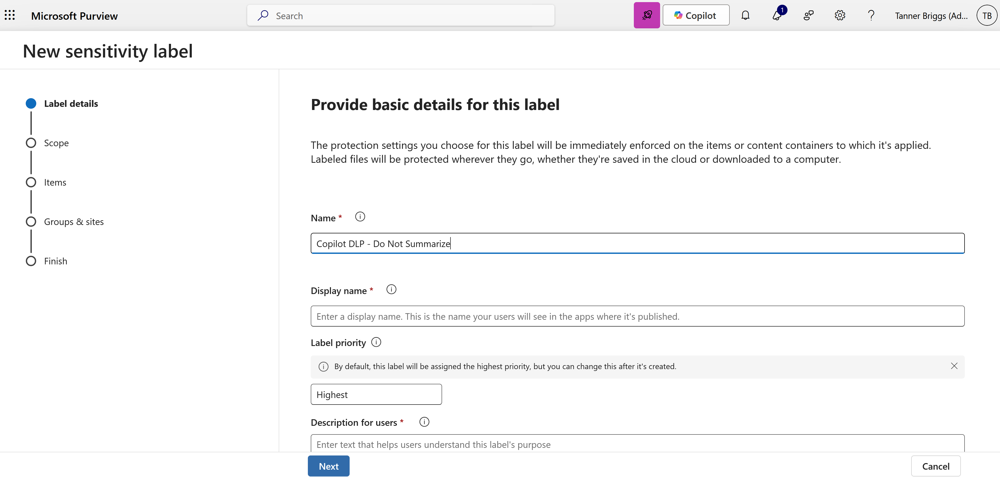 Microsoft Purview
Search
Copilot
1
Tanner Briggs (Ad...
TB
New sensitivity label
Label details
Scope
Items
Groups & sites
Finish
Provide basic details for this label
The protection settings you choose for this label will be immediately enforced on the items or content containers to which it's applied.
Labeled files will be protected wherever they go, whether they're saved in the cloud or downloaded to a computer.
Name *
Copilot DLP - Do Not Summarize
Display name *
Enter a display name. This is the name your users will see in the apps where it's published.
Label priority
By default, this label will be assigned the highest priority, but you can change this after it's created.
Highest
Description for users *
Enter text that helps users understand this label's purpose
Next
Cancel